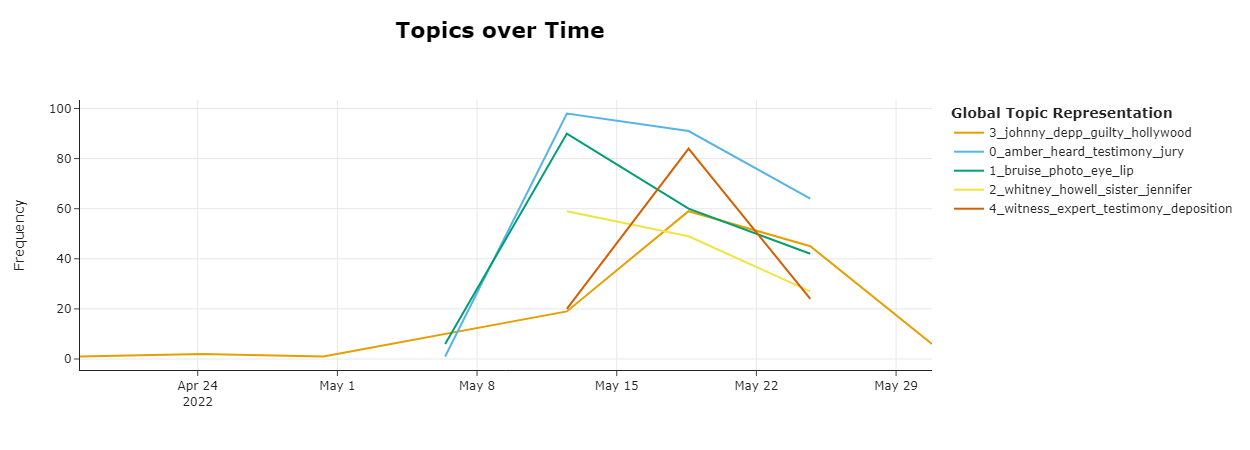 Topics over Time
Frequency
100
80
60
40
20
0
Apr 24
2022
May 1
May 8
May 15
May 22
May 29
Global Topic Representation
3_johnny_depp_guilty_hollywood
0_amber_heard_testimony_jury
1_bruise_photo_eye_lip
2_whitney_howell_sister_jennifer
4_witness_expert_testimony_deposition